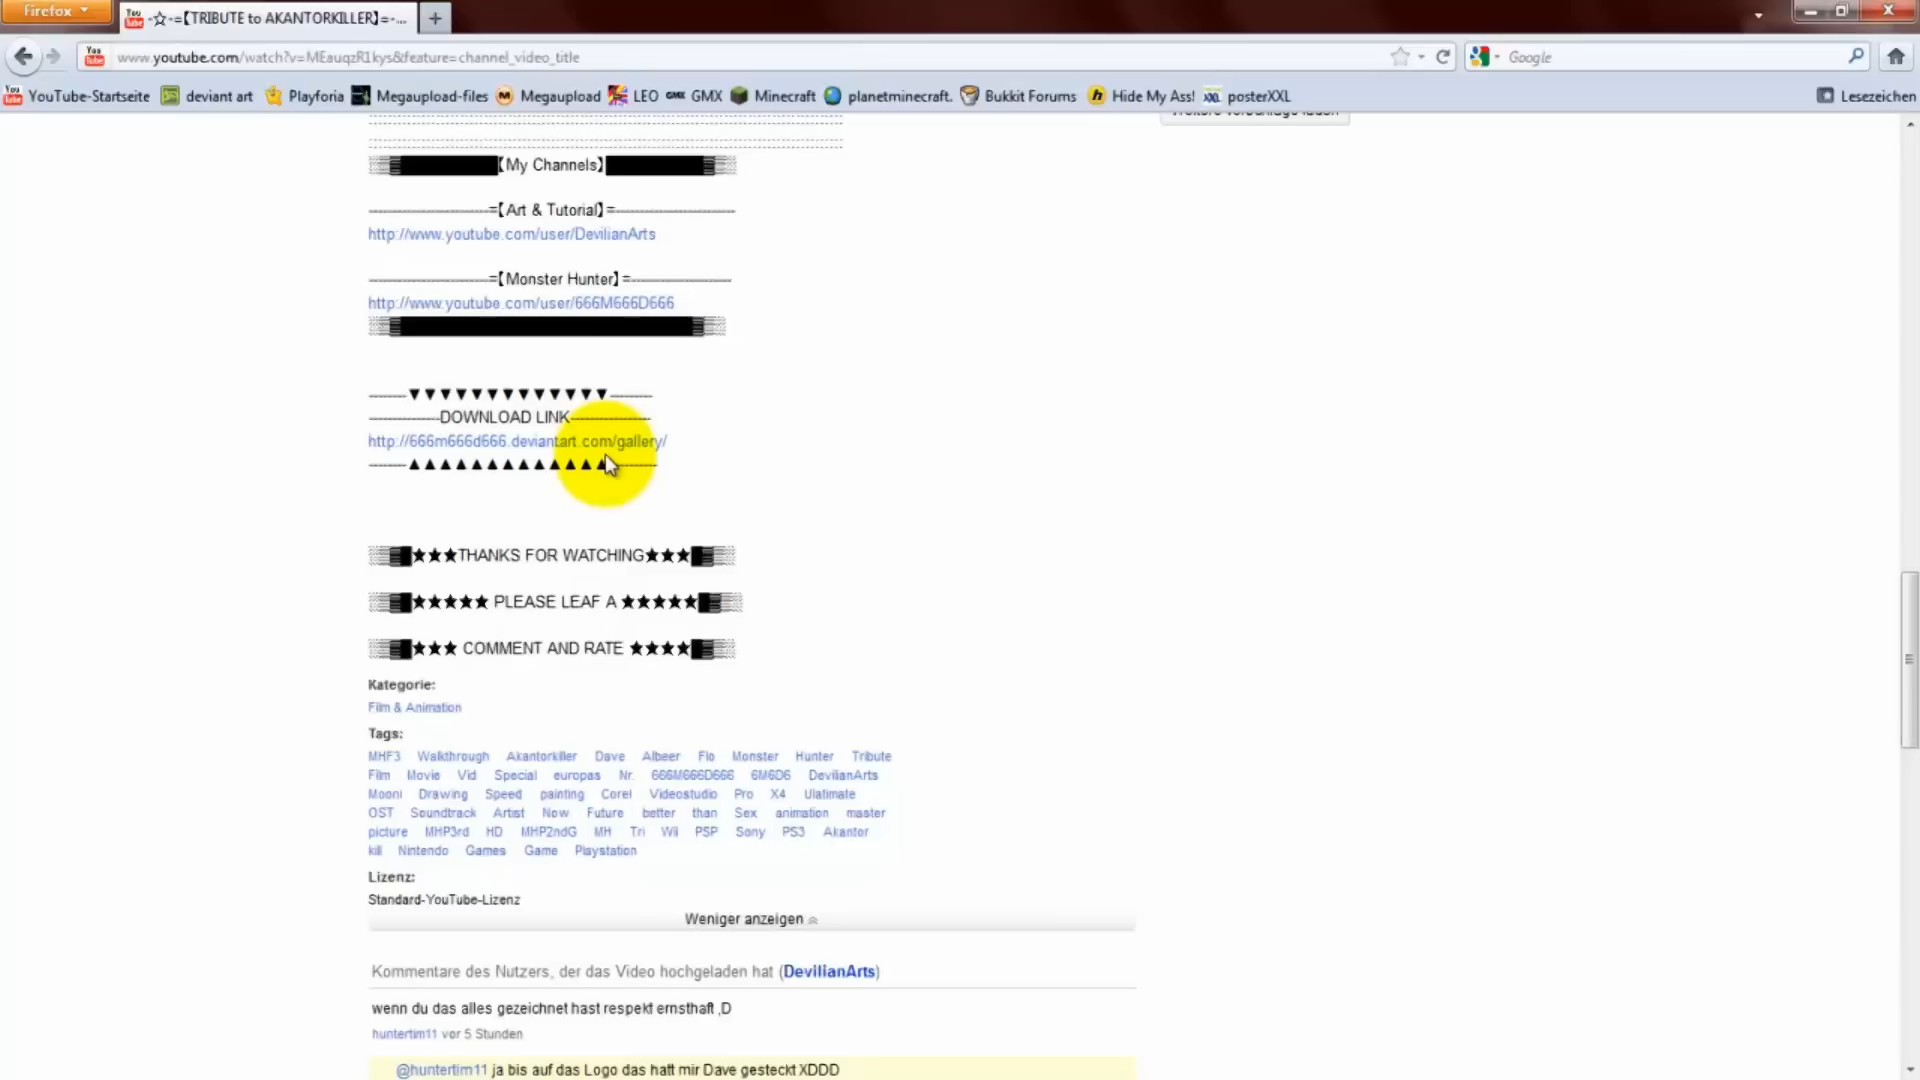 Firefox
-☆-=【TRIBUTE to AKANTORKILLER】=-...
www.youtube.com/watch?v=MEauqzR1kys&feature=channel_video_title
Google
YouTube-Startseite deviant art Playforia Megaupload-files Megaupload LEO GMX GMX Minecraft planetminecraft. Bukkit Forums Hide My Ass! XXL posterXXL Lesezeichen
【My Channels】
=【Art & Tutorial】=
http://www.youtube.com/user/DevilianArts
=【Monster Hunter】=
http://www.youtube.com/user/666M666D666
▼▼▼▼▼▼▼▼▼▼▼▼▼
DOWNLOAD LINK
http://666m666d666.deviantart.com/gallery/
▲▲▲▲▲▲▲▲▲▲▲▲▲
★★★THANKS FOR WATCHING★★★
★★★★★ PLEASE LEAF A ★★★★★
★★★ COMMENT AND RATE ★★★★
Kategorie:
Film & Animation
Tags:
MHF3 Walkthrough Akantorkiller Dave Albeer Flo Monster Hunter Tribute
Film Movie Vid Special europas Nr. 666M666D666 6M6D6 DevilianArts
Mooni Drawing Speed painting Corel Videostudio Pro X4 Ulatimate
OST Soundtrack Artist Now Future better than Sex animation master
picture MHP3rd HD MHP2ndG MH Tri Wii PSP Sony PS3 Akantor
kill Nintendo Games Game Playstation
Lizenz:
Standard-YouTube-Lizenz
Weniger anzeigen
Kommentare des Nutzers, der das Video hochgeladen hat (DevilianArts)
wenn du das alles gezeichnet hast respekt ernsthaft ,D
huntertim11 vor 5 Stunden
@huntertim11 ja bis auf das Logo das hatt mir Dave gesteckt XDDD